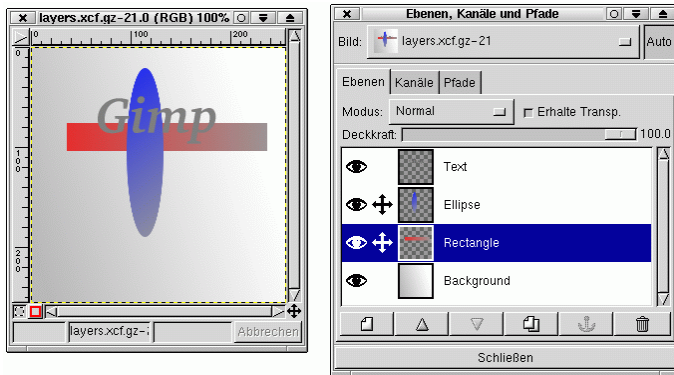 layers.xcf.gz-21.0 (RGB) 100%
0 100 200
0
100
200
Gimp
layers.xcf.gz-2
Abbrechen
Ebenen, Kanäle und Pfade
Bild: layers.xcf.gz-21 Auto
Ebenen Kanäle Pfade
Modus: Normal Erhalte Transp.
Deckkraft: 100.0
Text
Ellipse
Rectangle
Background
Schließen